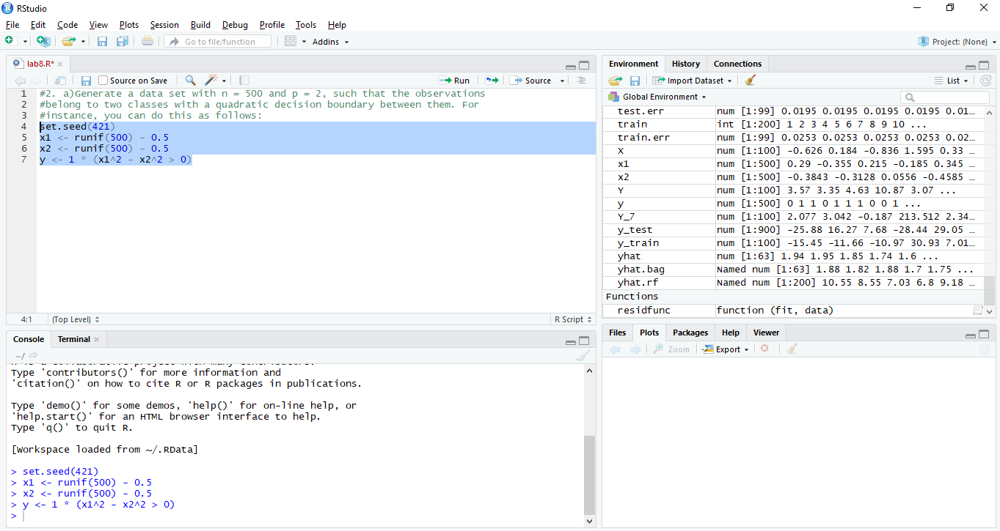 RStudio
File Edit Code View Plots Session Build Debug Profile Tools Help
Go to file/function Addins Project: (None)
lab8.R*
Source on Save Run Source
1 #2. a)Generate a data set with n = 500 and p = 2, such that the observations
2 #belong to two classes with a quadratic decision boundary between them. For
3 #instance, you can do this as follows:
4 set.seed(421)
5 x1 <- runif(500) - 0.5
6 x2 <- runif(500) - 0.5
7 y <- 1 * (x1^2 - x2^2 > 0)
4:1 (Top Level) R Script
Console Terminal
~/
Type 'contributors()' for more information and
'citation()' on how to cite R or R packages in publications.
Type 'demo()' for some demos, 'help()' for on-line help, or
'help.start()' for an HTML browser interface to help.
Type 'q()' to quit R.
[Workspace loaded from ~/.RData]
> set.seed(421)
> x1 <- runif(500) - 0.5
> x2 <- runif(500) - 0.5
> y <- 1 * (x1^2 - x2^2 > 0)
>
Environment History Connections
Import Dataset List
Global Environment
test.err num [1:99] 0.0195 0.0195 0.0195 0.0195 0.01…
train int [1:200] 1 2 3 4 5 6 7 8 9 10 ...
train.err num [1:99] 0.0253 0.0253 0.0253 0.0253 0.02…
X num [1:100] -0.626 0.184 -0.836 1.595 0.33 …
x1 num [1:500] 0.29 -0.355 0.215 -0.185 0.345 …
x2 num [1:500] -0.3843 -0.3128 0.0556 -0.4585 …
Y num [1:100] 3.57 3.35 4.63 10.87 3.07 ...
y num [1:500] 0 1 1 0 1 1 1 0 0 1 ...
Y_7 num [1:100] 2.077 3.042 -0.187 213.512 2.34…
y_test num [1:900] -25.88 16.27 7.68 -28.44 29.05 …
y_train num [1:100] -15.45 -11.66 -10.97 30.93 7.01…
yhat num [1:63] 1.94 1.95 1.85 1.74 1.6 ...
yhat.bag Named num [1:63] 1.88 1.82 1.88 1.7 1.75 ...
yhat.rf Named num [1:200] 10.55 8.55 7.03 6.8 9.18 …
Functions
residfunc function (fit, data)
Files Plots Packages Help Viewer
Zoom Export